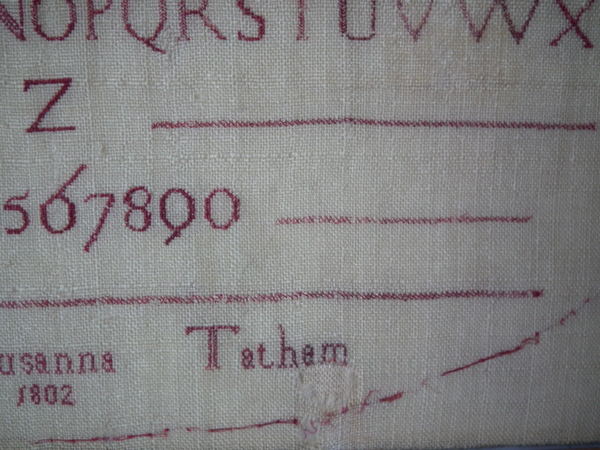 NOPQRSTUVWX
Z
567890
usanna Tatham
1802